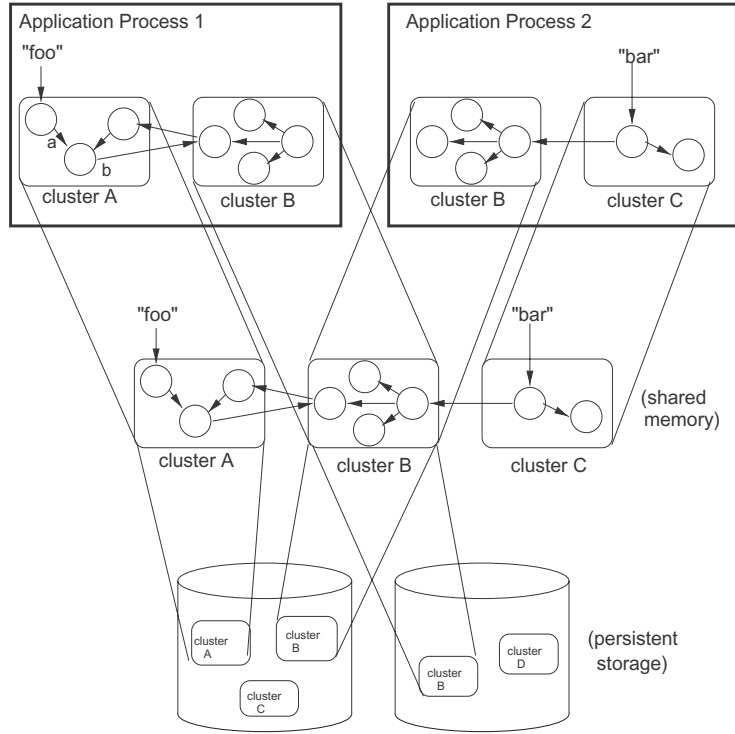 Application Process 1
Application Process 2
"foo"
"bar"
a
b
cluster A
cluster B
cluster B
cluster C
"foo"
"bar"
(shared
memory)
cluster A
cluster B
cluster C
cluster
A
cluster
B
cluster
C
cluster
B
cluster
D
(persistent
storage)